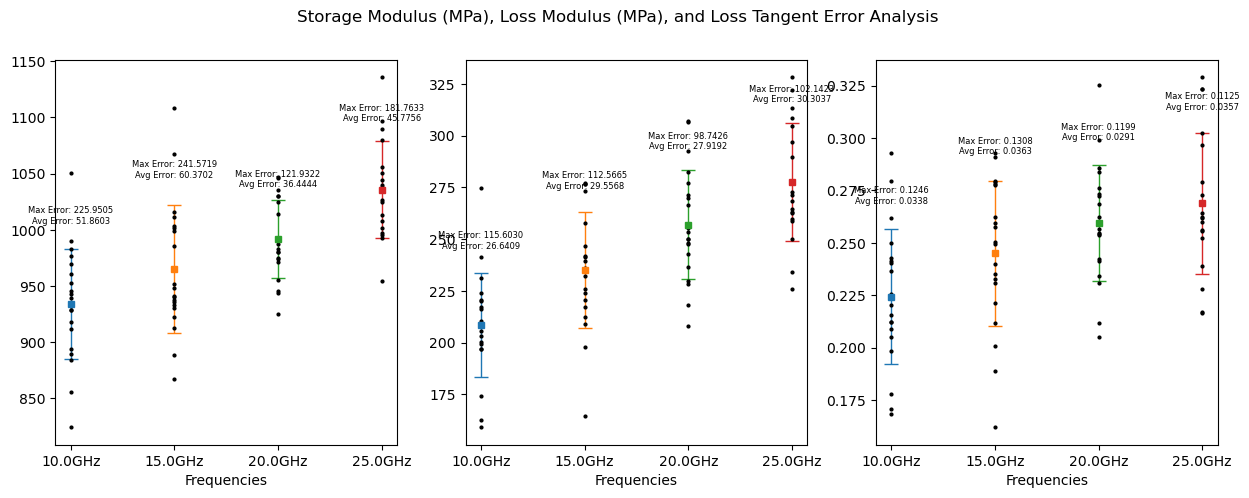 Storage Modulus (MPa), Loss Modulus (MPa), and Loss Tangent Error Analysis
1150
1100
1050
1000
950
900
850
Max Error: 225.9505
Avg Error: 51.8603
Max Error: 241.5719
Avg Error: 60.3702
Max Error: 121.9322
Avg Error: 36.4444
Max Error: 181.7633
Avg Error: 45.7756
10.0GHz
15.0GHz
20.0GHz
25.0GHz
Frequencies
325
300
275
250
225
200
175
Max Error: 115.6030
Avg Error: 26.6409
Max Error: 112.5665
Avg Error: 29.5568
Max Error: 98.7426
Avg Error: 27.9192
Max Error: 102.1423
Avg Error: 30.3037
10.0GHz
15.0GHz
20.0GHz
25.0GHz
Frequencies
0.325
0.300
0.275
0.250
0.225
0.200
0.175
Max Error: 0.1246
Avg Error: 0.0338
Max Error: 0.1308
Avg Error: 0.0363
Max Error: 0.1199
Avg Error: 0.0291
Max Error: 0.1125
Avg Error: 0.0357
10.0GHz
15.0GHz
20.0GHz
25.0GHz
Frequencies